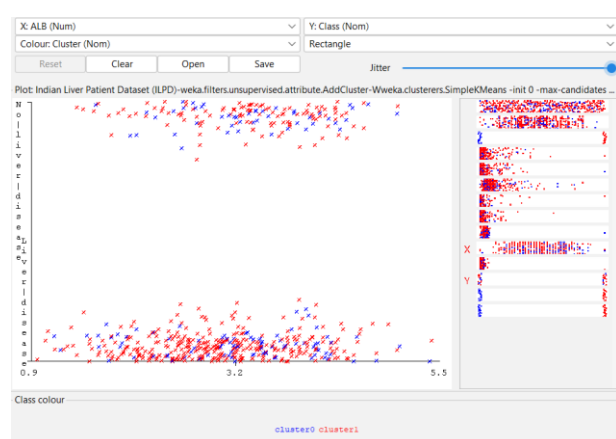 X: ALB (Num)
Y: Class (Nom)
Colour: Cluster (Nom)
Rectangle
Reset
Clear
Open
Save
Jitter
Plot: Indian Liver Patient Dataset (ILPD)-weka.filters.unsupervised.attribute.AddCluster-Wweka.clusterers.SimpleKMeans -init 0 -max-candidates ...
No|liver|disease
Liver|disease
X
Y
0.9
3.2
5.5
Class colour
cluster0 cluster1